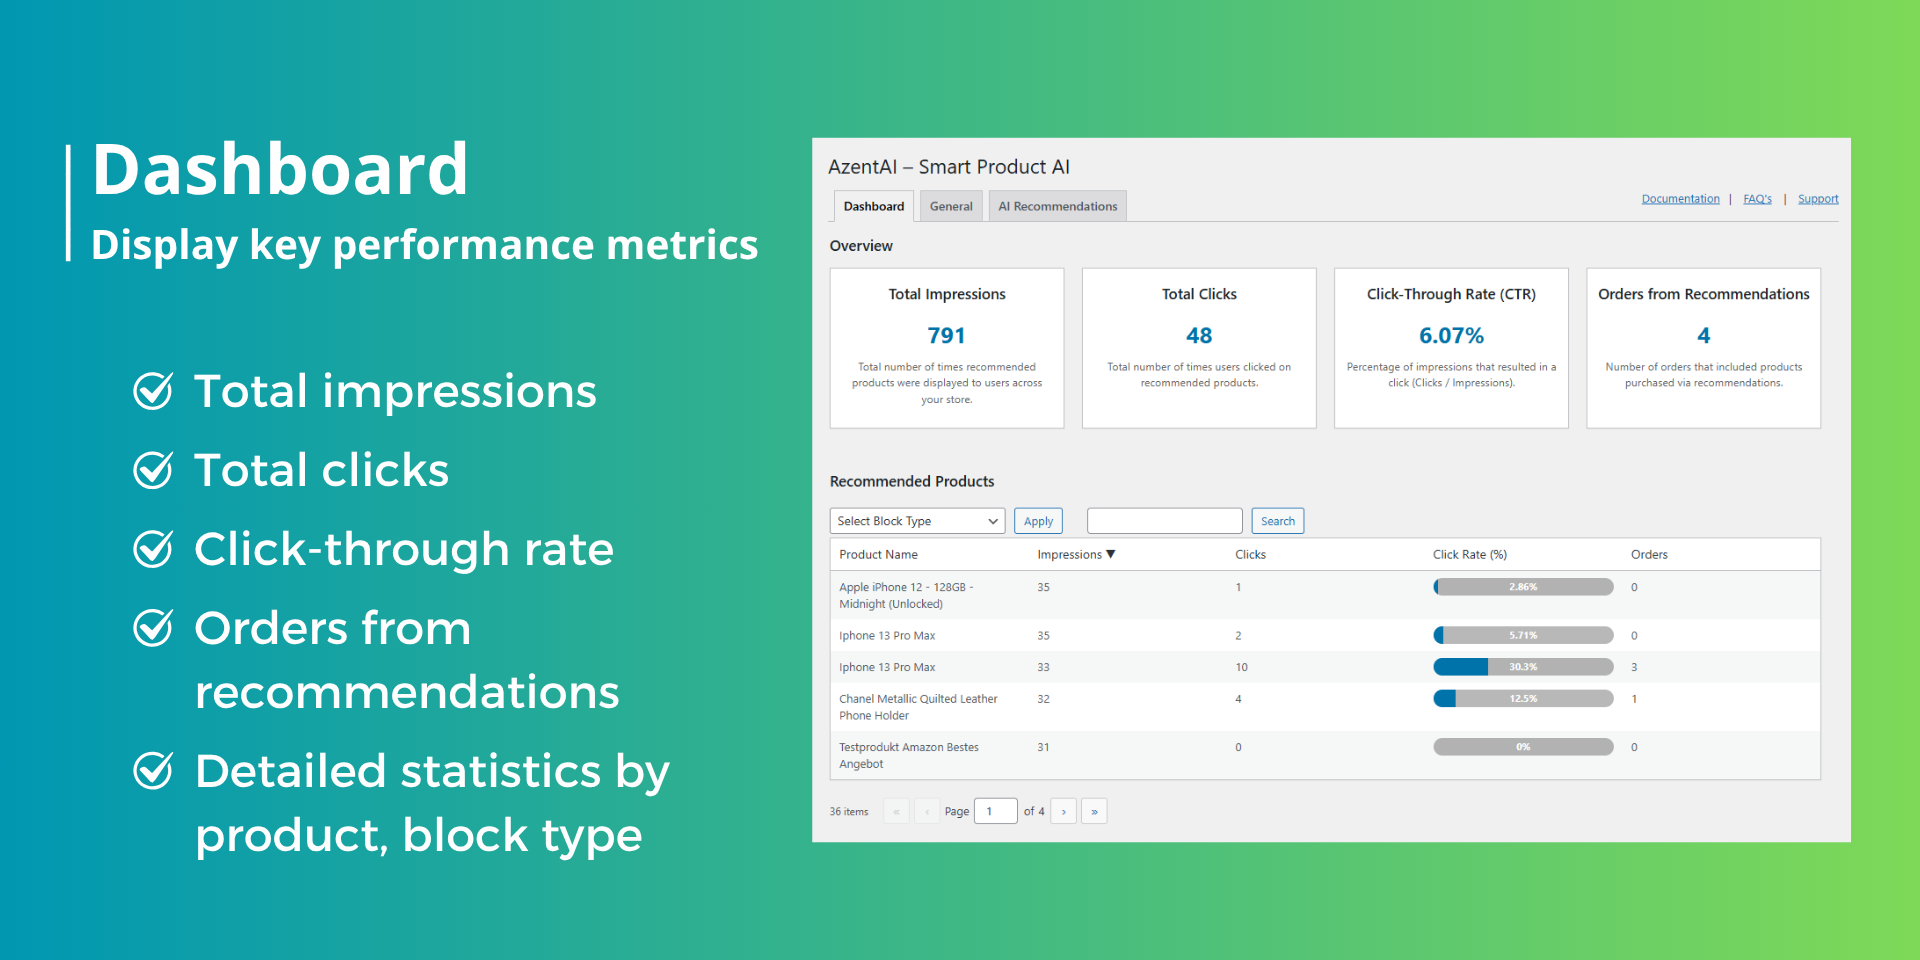 Dashboard
Display key performance metrics
Total impressions
Total clicks
Click-through rate
Orders from
recommendations
Detailed statistics by
product, block type
AzentAI – Smart Product AI
Dashboard General AI Recommendations
Documentation | FAQ's | Support
Overview
Total Impressions
791
Total number of times recommended
products were displayed to users across
your store.
Total Clicks
48
Total number of times users clicked on
recommended products.
Click-Through Rate (CTR)
6.07%
Percentage of impressions that resulted in a
click (Clicks / Impressions).
Orders from Recommendations
4
Number of orders that included products
purchased via recommendations.
Recommended Products
Select Block Type Apply Search
Product Name Impressions ▼ Clicks Click Rate (%) Orders
Apple iPhone 12 - 128GB -
Midnight (Unlocked) 35 1 2.86% 0
Iphone 13 Pro Max 35 2 5.71% 0
Iphone 13 Pro Max 33 10 30.3% 3
Chanel Metallic Quilted Leather
Phone Holder 32 4 12.5% 1
Testprodukt Amazon Bestes
Angebot 31 0 0% 0
36 items « ‹ Page 1 of 4 › »